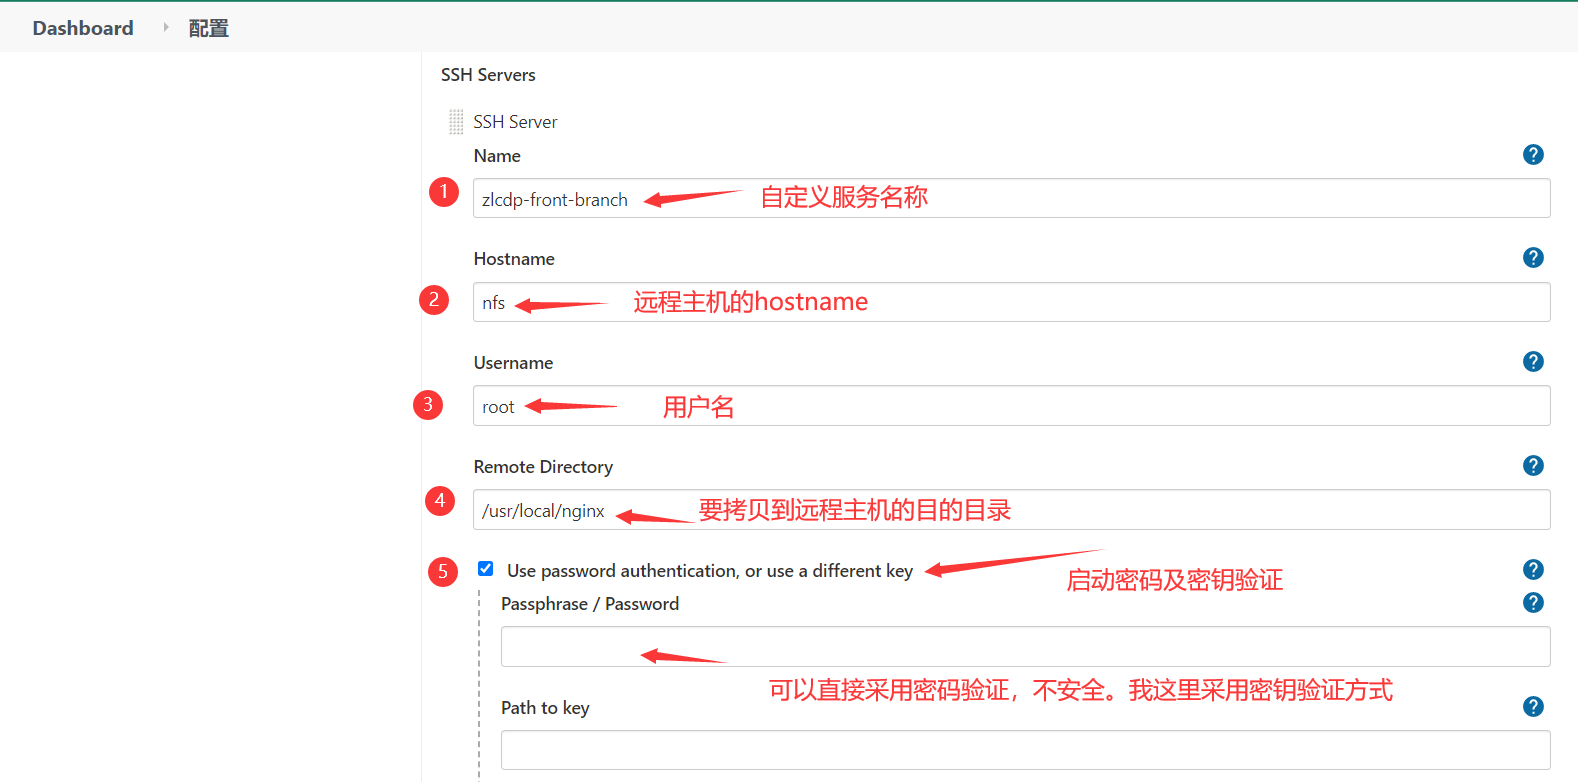 Dashboard 配置
SSH Servers
SSH Server
Name
?
1
zlcdp-front-branch
自定义服务名称
Hostname
?
2
nfs
远程主机的hostname
Username
?
3
root
用户名
Remote Directory
?
4
/usr/local/nginx
要拷贝到远程主机的目的目录
5
Use password authentication, or use a different key
?
启动密码及密钥验证
Passphrase / Password
?
可以直接采用密码验证，不安全。我这里采用密钥验证方式
Path to key
?